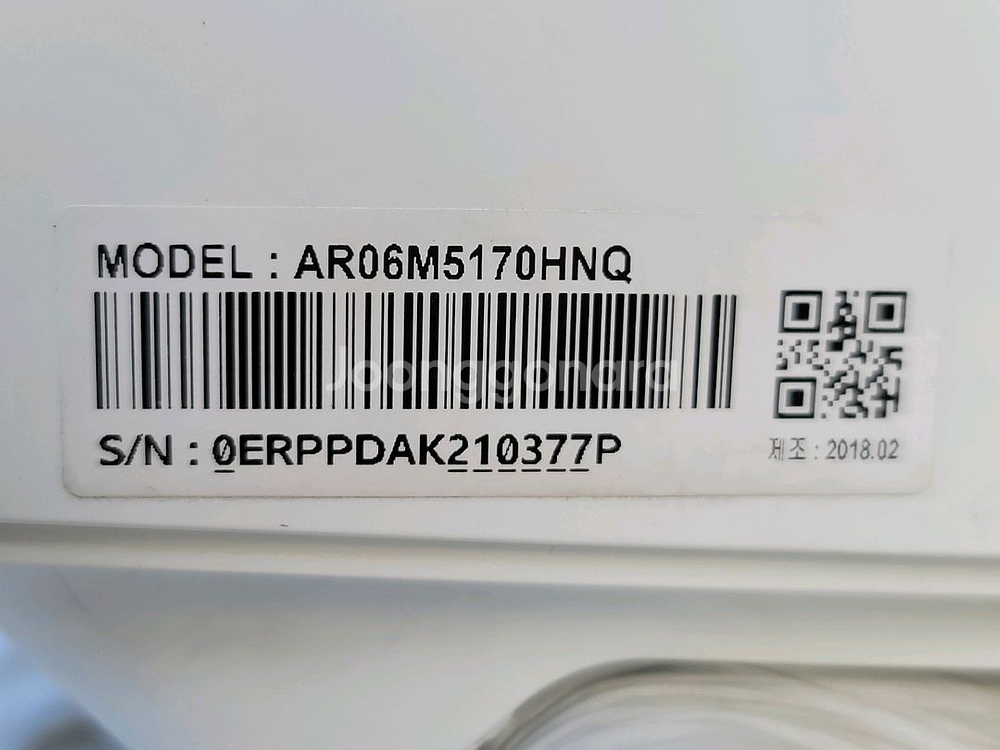 MODEL : AR06M5170HNQ
Joonggonara
S/N : 0ERPPDAK210377P
제조 : 2018.02